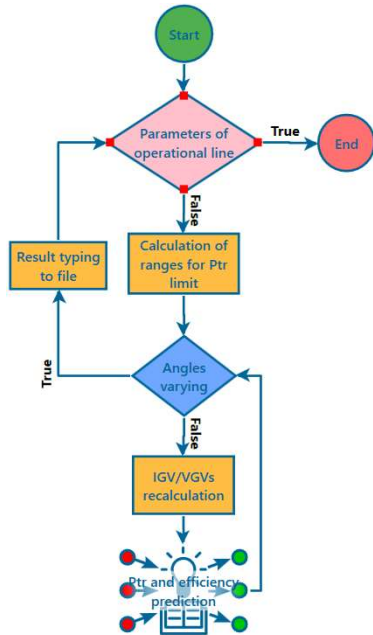 Start
Parameters of
operational line
True
End
False
Calculation of
ranges for Ptr
limit
Result typing
to file
True
Angles
varying
False
IGV/VGVs
recalculation
Ptr and efficiency
prediction